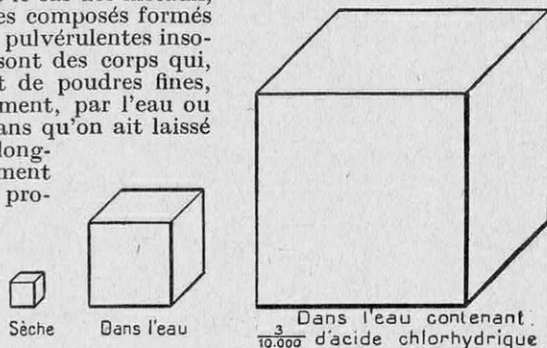 es composés formés
pulvérulentes inso-
sont des corps qui,
t de poudres fines,
ment, par l'eau ou
ans qu'on ait laissé
long-
ment
pro-
Sèche
Dans l'eau
Dans l'eau contenant
3/10.000 d'acide chlorhydrique